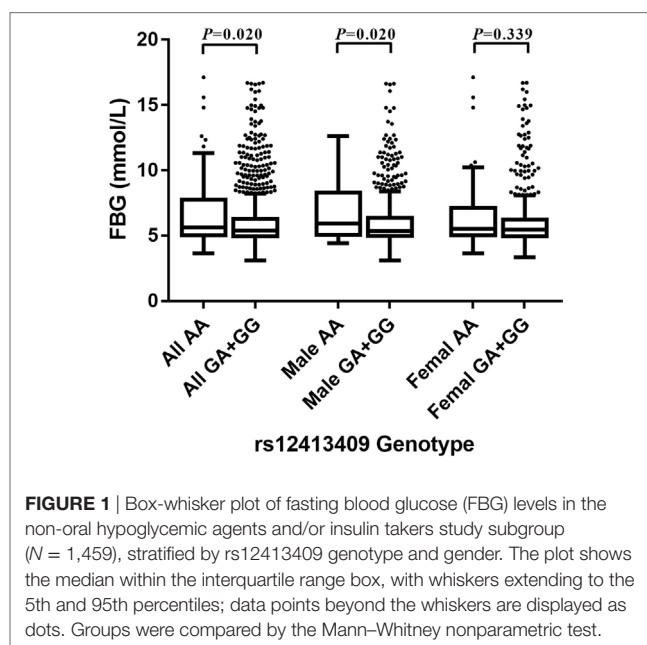 P=0.020
P=0.020
P=0.339
20
15
10
5
0
FBG (mmol/L)
All AA
All GA+GG
Male AA
Male GA+GG
Femal AA
Femal GA+GG
rs12413409 Genotype
FIGURE 1 | Box-whisker plot of fasting blood glucose (FBG) levels in the
non-oral hypoglycemic agents and/or insulin takers study subgroup
(N = 1,459), stratified by rs12413409 genotype and gender. The plot shows
the median within the interquartile range box, with whiskers extending to the
5th and 95th percentiles; data points beyond the whiskers are displayed as
dots. Groups were compared by the Mann–Whitney nonparametric test.